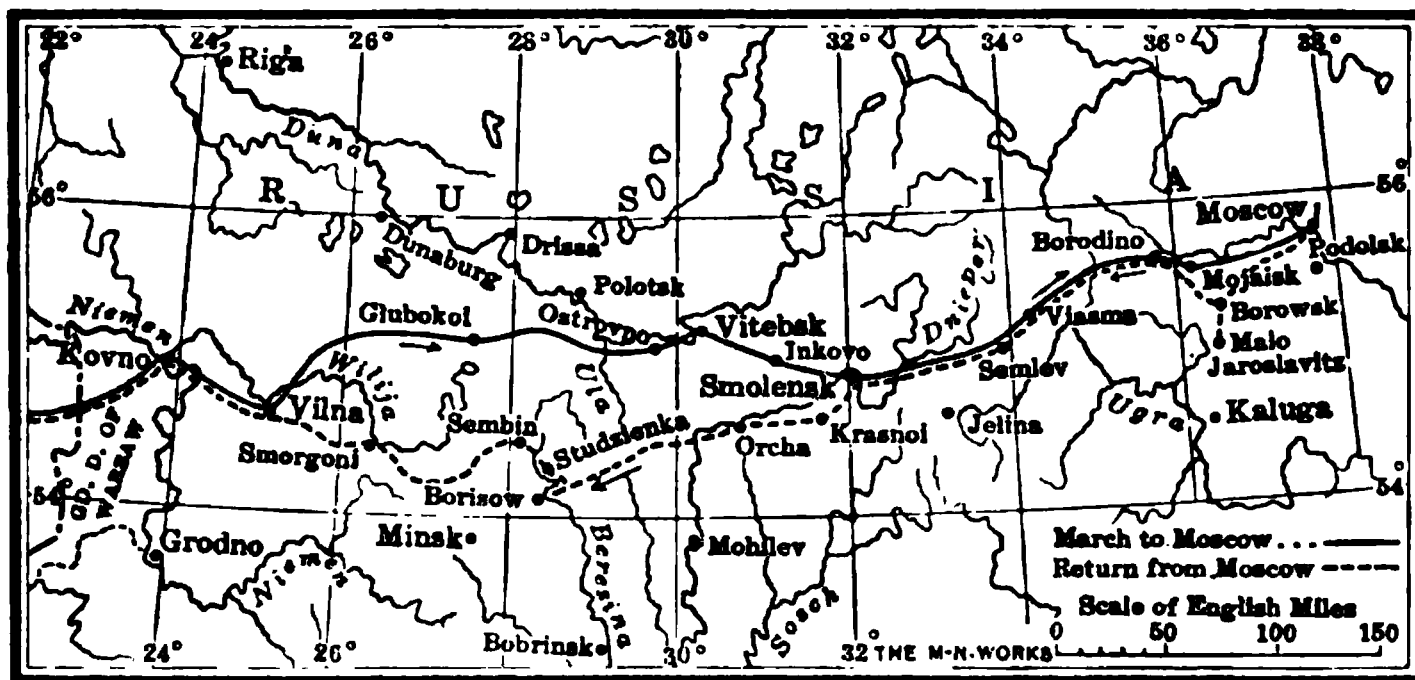 22° 24° 26° 28° 30° 32° 34° 36° 38°
Riga
Duna
R U S S I A
56° 56°
Moscow
Dunaburg
Drissa
Borodino
Podolsk
Dnieper
Mojaisk
Niemen
Polotsk
Glubokoi
Ostrovno
Vitebsk
Viasma
Borowsk
Kovno
Inkovo
Malo
Jaroslavitz
Wilija
Smolensk
Semlev
Vilna
Ula
Ugra
Kaluga
GD. D. OF
WARSAW
Sembin
Studzienka
Orcha
Krasnoi
Jelina
Smorgoni
Borisow
54° 54°
Grodno
Minsk
Niemen
Beresina
Mohilev
Sosch
Bobrinsk
March to Moscow
Return from Moscow
Scale of English Miles
0 50 100 150
24° 26° 30° 32°
THE M-N-WORKS